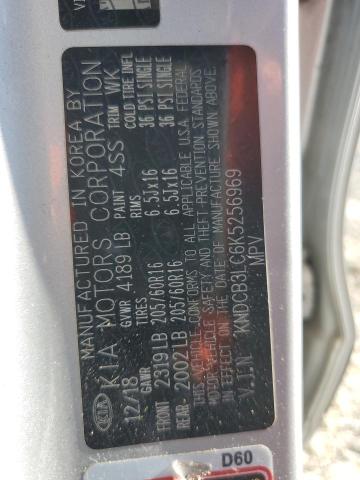 MANUFACTURED IN KOREA BY
KIA KIA MOTORS CORPORATION
12/18 GVWR 4189 LB PAINT 4SS TRIM WK
GAWR TIRES RIMS COLD TIRE INFL
FRONT 2319LB 205/60R16 6.5Jx16 36 PSI SINGLE
REAR 2002 LB 205/60R16 6.5Jx16 36 PSI SINGLE
THIS VEHICLE CONFORMS TO ALL APPLICABLE U.S.A. FEDERAL
MOTOR VEHICLE SAFETY AND THEFT PREVENTION STANDARDS
IN EFFECT ON THE DATE OF MANUFACTURE SHOWN ABOVE.
V.I.N KNDCB3LC6K5256969
MPV
D60